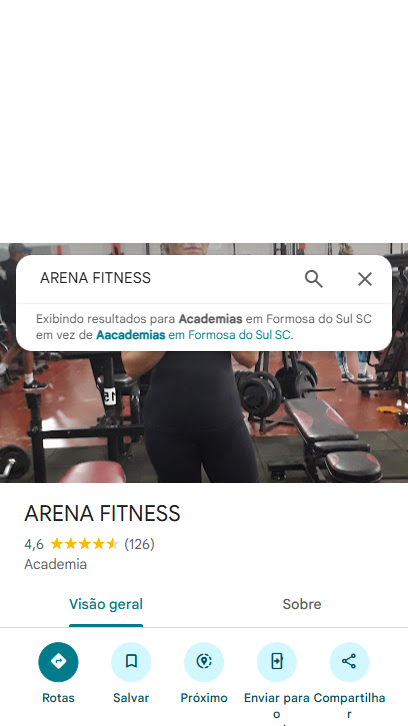 ARENA FITNESS
Exibindo resultados para Academias em Formosa do Sul SC
em vez de Aacademias em Formosa do Sul SC.
ARENA FITNESS
4,6 (126)
Academia
Visão geral Sobre
Rotas Salvar Próximo Enviar para Compartilha
o r